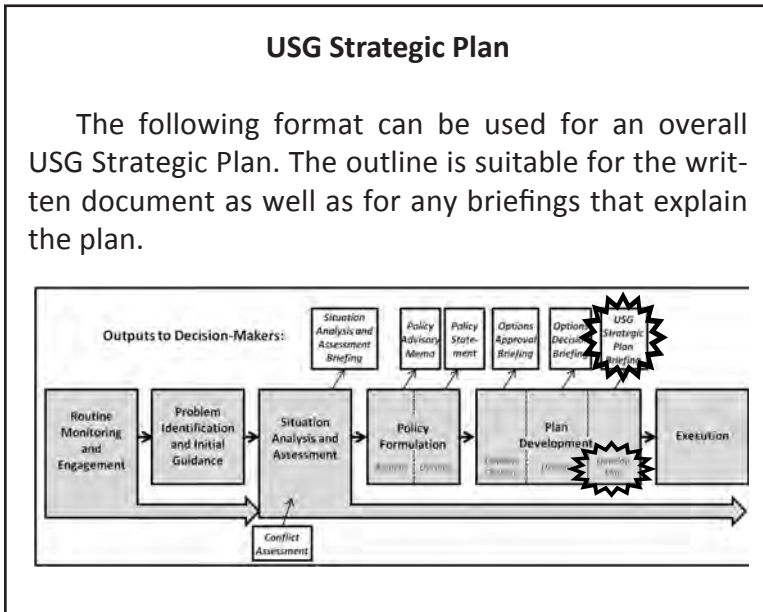 USG Strategic Plan
The following format can be used for an overall
USG Strategic Plan. The outline is suitable for the writ-
ten document as well as for any briefings that explain
the plan.
Outputs to Decision-Makers:
Situation
Analysis and
Assessment
Briefing
Policy
Advisory
Memo
Policy
State-
ment
Options
Approval
Briefing
Options
Decision
Briefing
USG
Strategic
Plan
Briefing
Routine
Monitoring
and
Engagement
Problem
Identification
and Initial
Guidance
Situation
Analysis and
Assessment
Policy
Formulation
Plan
Development
Develop
Plan
Execution
Conflict
Assessment